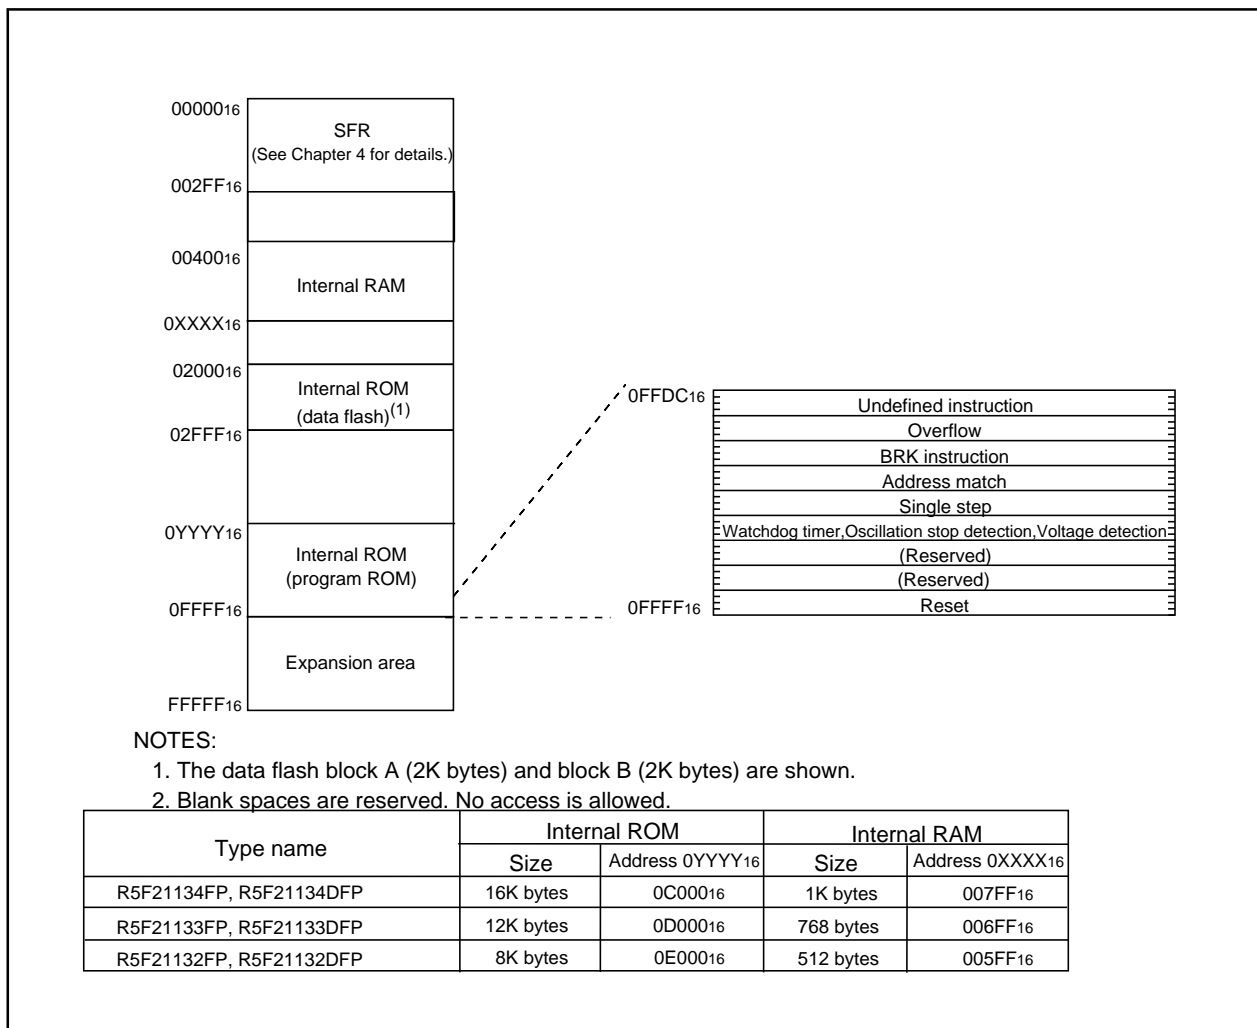 0000016
SFR
(See Chapter 4 for details.)
002FF16
0040016
Internal RAM
0XXXX16
0200016
Internal ROM
(data flash)(1)
02FFF16
0YYYY16
Internal ROM
(program ROM)
0FFFF16
Expansion area
FFFFF16
0FFDC16
Undefined instruction
Overflow
BRK instruction
Address match
Single step
Watchdog timer,Oscillation stop detection,Voltage detection
(Reserved)
(Reserved)
0FFFF16 Reset
NOTES:
1. The data flash block A (2K bytes) and block B (2K bytes) are shown.
2. Blank spaces are reserved. No access is allowed.
Type name Internal ROM Internal RAM
Size Address 0YYYY16 Size Address 0XXXX16
R5F21134FP, R5F21134DFP 16K bytes 0C00016 1K bytes 007FF16
R5F21133FP, R5F21133DFP 12K bytes 0D00016 768 bytes 006FF16
R5F21132FP, R5F21132DFP 8K bytes 0E00016 512 bytes 005FF16